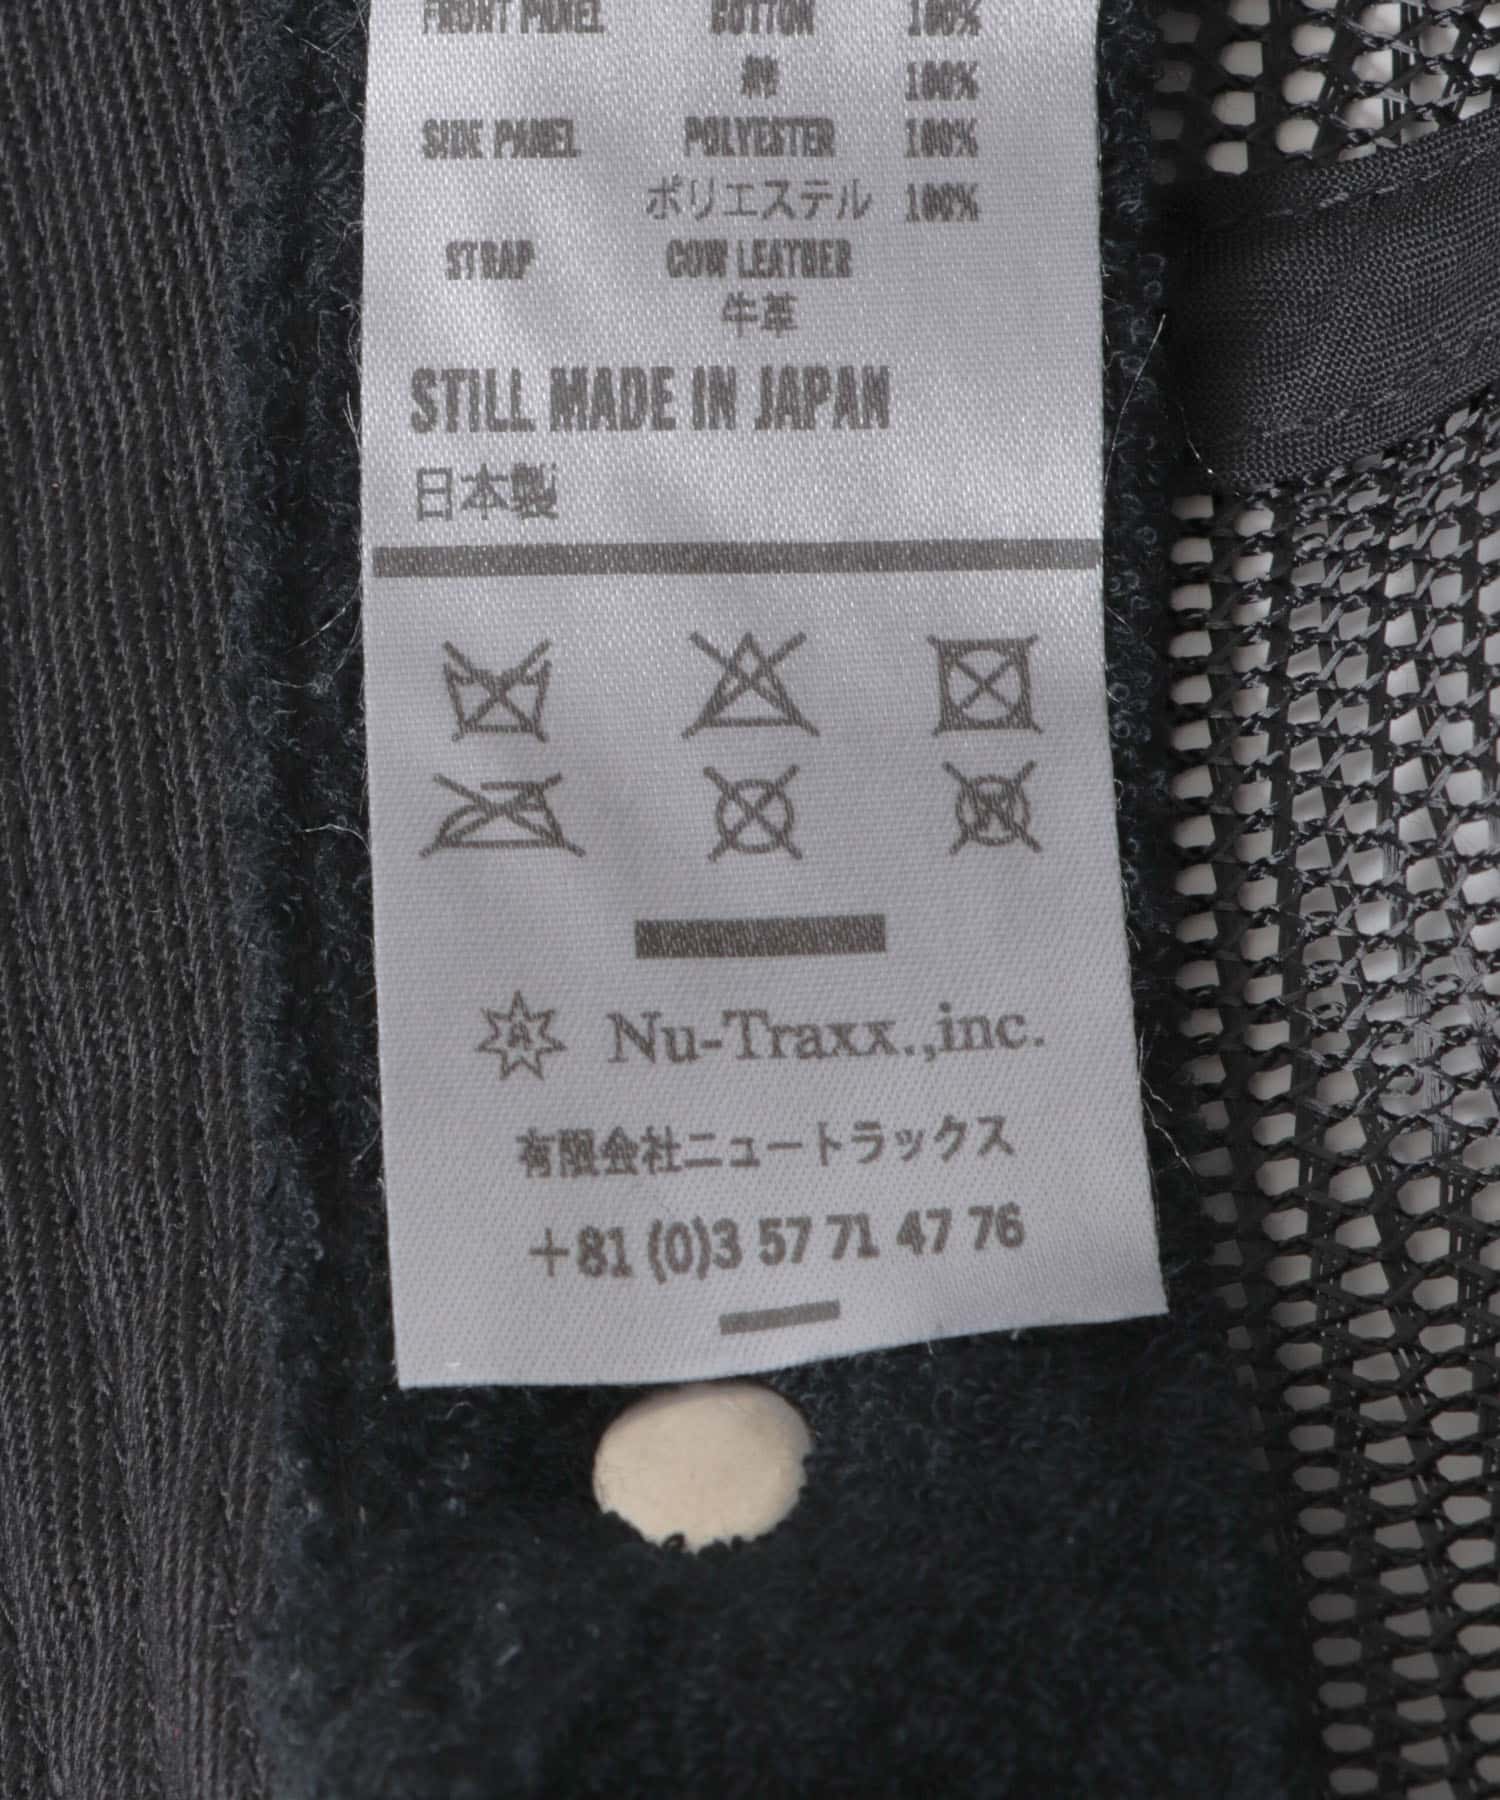 FRONT PANEL COTTON 100%
綿 100%
SIDE PANEL POLYESTER 100%
ポリエステル 100%
STRAP COW LEATHER
牛革
STILL MADE IN JAPAN
日本製
Nu-Traxx.,inc.
有限会社ニュートラックス
+81 (0)3 57 71 47 76